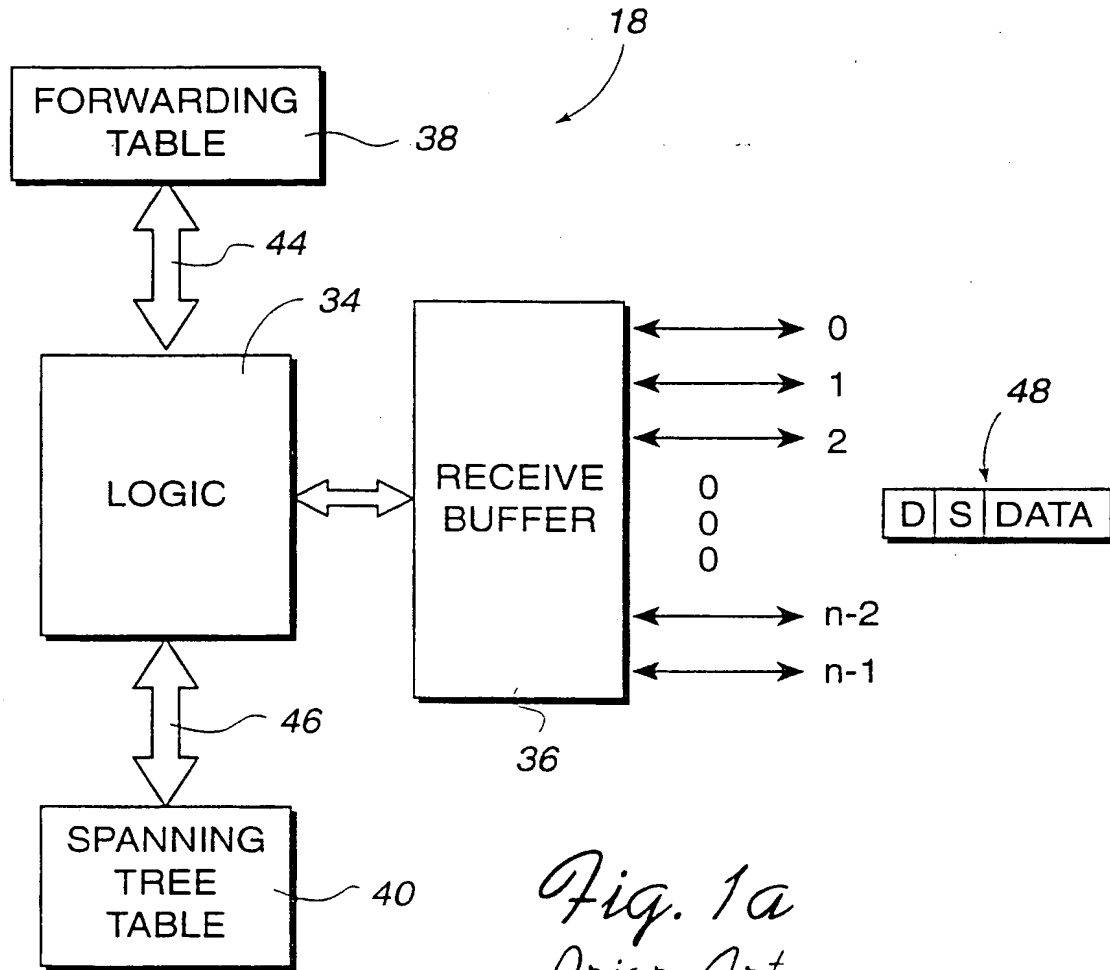 18
FORWARDING
TABLE
38
44
34
LOGIC
RECEIVE
BUFFER
36
0
1
2
0
0
0
n-2
n-1
48
D S DATA
46
SPANNING
TREE
TABLE
40
Fig. 1a
Prior Art